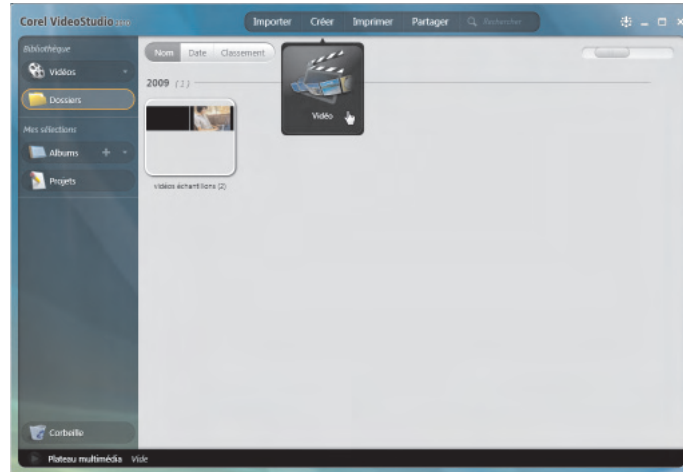 Corel VideoStudio
Importer Créer Imprimer Partager Rechercher
Bibliothèque
Vidéos
Dossiers
Mes sélections
Albums
Projets
Corbeille
Nom Date Classement
2009 (1)
Vidéo
vidéos échantillons (2)
Plateau multimédia Vide